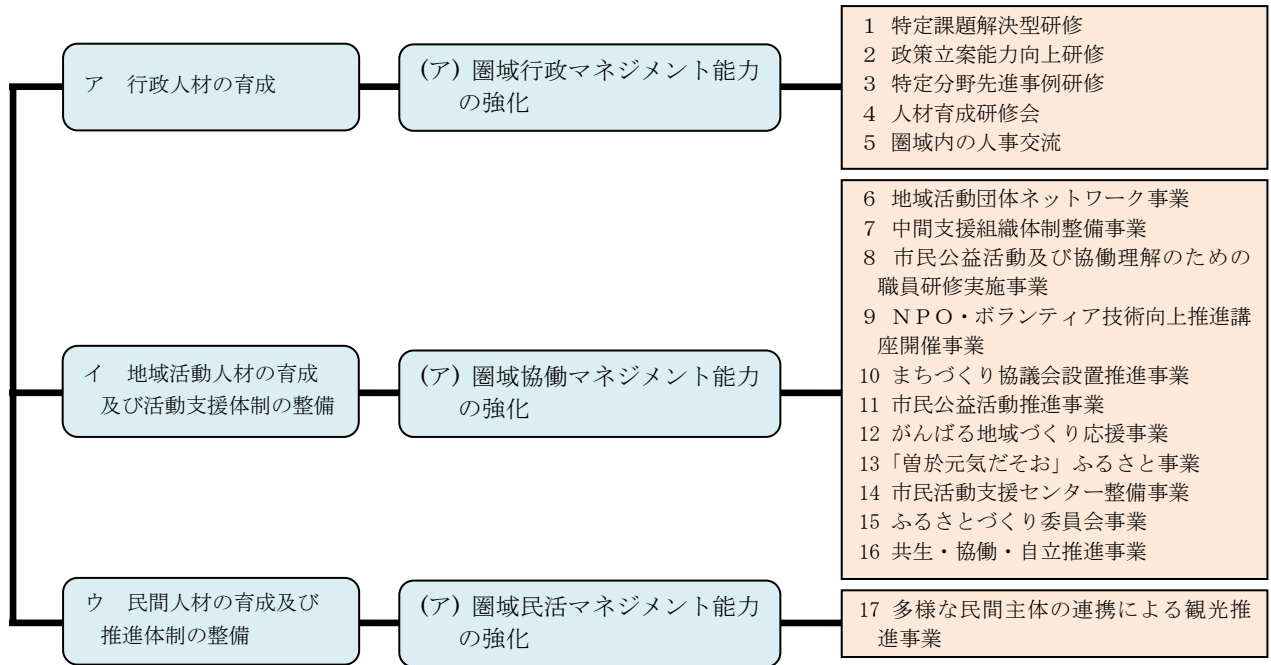 ア 行政人材の育成
(ア) 圏域行政マネジメント能力
の強化
1 特定課題解決型研修
2 政策立案能力向上研修
3 特定分野先進事例研修
4 人材育成研修会
5 圏域内の人事交流
イ 地域活動人材の育成
及び活動支援体制の整備
(ア) 圏域協働マネジメント能力
の強化
6 地域活動団体ネットワーク事業
7 中間支援組織体制整備事業
8 市民公益活動及び協働理解のための
職員研修実施事業
9 NPO・ボランティア技術向上推進講
座開催事業
10 まちづくり協議会設置推進事業
11 市民公益活動推進事業
12 がんばる地域づくり応援事業
13「曽於元気だそお」ふるさと事業
14 市民活動支援センター整備事業
15 ふるさとづくり委員会事業
16 共生・協働・自立推進事業
ウ 民間人材の育成及び
推進体制の整備
(ア) 圏域民活マネジメント能力
の強化
17 多様な民間主体の連携による観光推
進事業